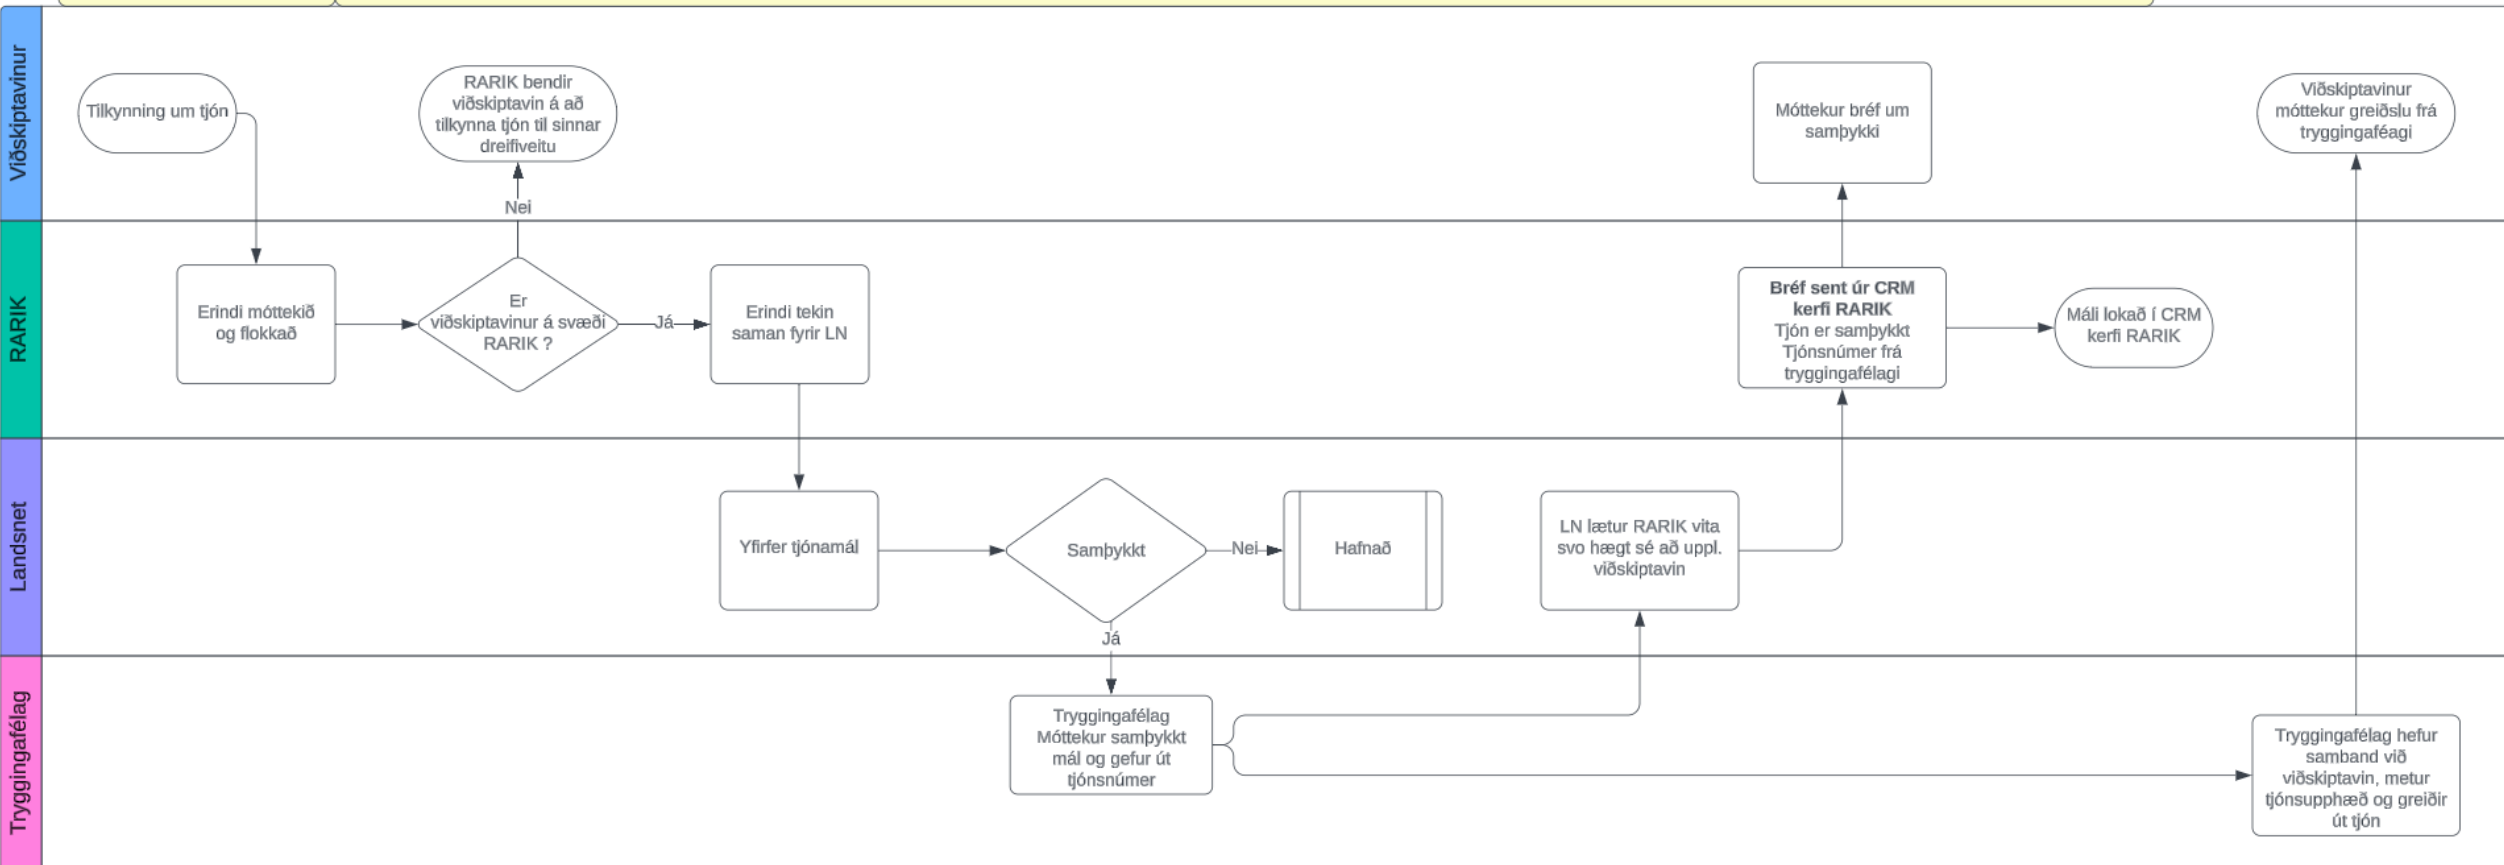 Viðskiptavinur
Tilkynning um tjón
RARIK bendir
viðskiptavin á að
tilkynna tjón til sinnar
dreifiveitu
Nei
Móttekur bréf um
samþykki
Viðskiptavinur
móttekur greiðslu frá
tryggingaféagi
RARIK
Erindi móttekið
og flokkað
Er
viðskiptavinur á svæði
RARIK ?
Já
Erindi tekin
saman fyrir LN
Bréf sent úr CRM
kerfi RARIK
Tjón er samþykkt
Tjónsnúmer frá
tryggingafélagi
Máli lokað í CRM
kerfi RARIK
Landsnet
Yfirfer tjónamál
Samþykkt
Nei
Hafnað
Já
LN lætur RARIK vita
svo hægt sé að uppl.
viðskiptavin
Tryggingafélag
Tryggingafélag
Móttekur samþykkt
mál og gefur út
tjónsnúmer
Tryggingafélag hefur
samband við
viðskiptavin, metur
tjónsupphæð og greiðir
út tjón